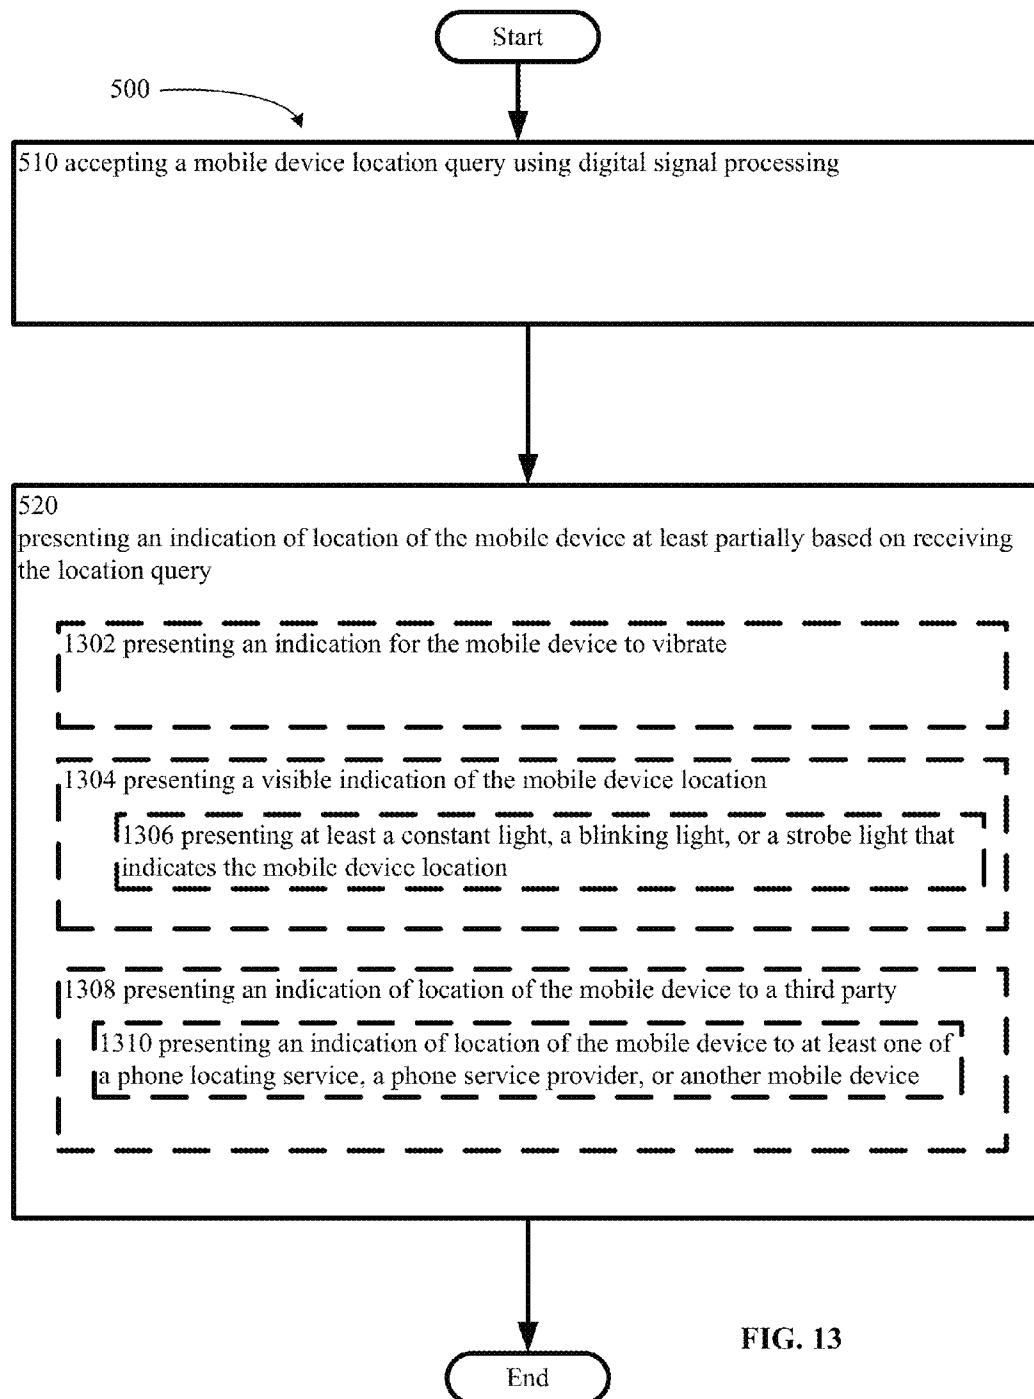 Start
500
510 accepting a mobile device location query using digital signal processing
520
presenting an indication of location of the mobile device at least partially based on receiving
the location query
1302 presenting an indication for the mobile device to vibrate
1304 presenting a visible indication of the mobile device location
1306 presenting at least a constant light, a blinking light, or a strobe light that
indicates the mobile device location
1308 presenting an indication of location of the mobile device to a third party
1310 presenting an indication of location of the mobile device to at least one of
a phone locating service, a phone service provider, or another mobile device
FIG. 13
End